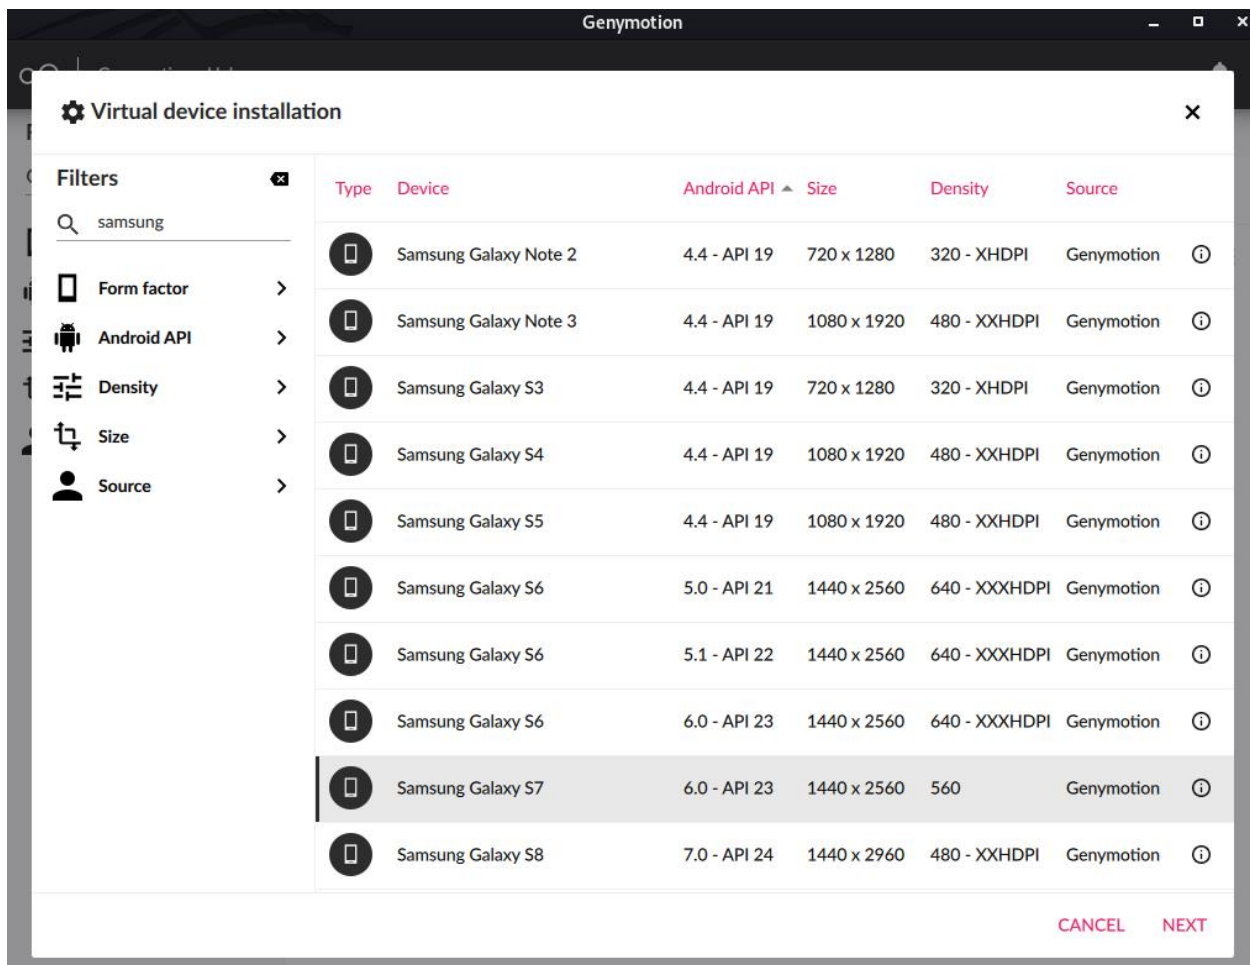 Genymotion
Virtual device installation
Filters
samsung
Form factor
Android API
Density
Size
Source
Type Device Android API Size Density Source
Samsung Galaxy Note 2 4.4 - API 19 720 x 1280 320 - XHDPI Genymotion
Samsung Galaxy Note 3 4.4 - API 19 1080 x 1920 480 - XXHDPI Genymotion
Samsung Galaxy S3 4.4 - API 19 720 x 1280 320 - XHDPI Genymotion
Samsung Galaxy S4 4.4 - API 19 1080 x 1920 480 - XXHDPI Genymotion
Samsung Galaxy S5 4.4 - API 19 1080 x 1920 480 - XXHDPI Genymotion
Samsung Galaxy S6 5.0 - API 21 1440 x 2560 640 - XXXHDPI Genymotion
Samsung Galaxy S6 5.1 - API 22 1440 x 2560 640 - XXXHDPI Genymotion
Samsung Galaxy S6 6.0 - API 23 1440 x 2560 640 - XXXHDPI Genymotion
Samsung Galaxy S7 6.0 - API 23 1440 x 2560 560 Genymotion
Samsung Galaxy S8 7.0 - API 24 1440 x 2960 480 - XXHDPI Genymotion
CANCEL NEXT